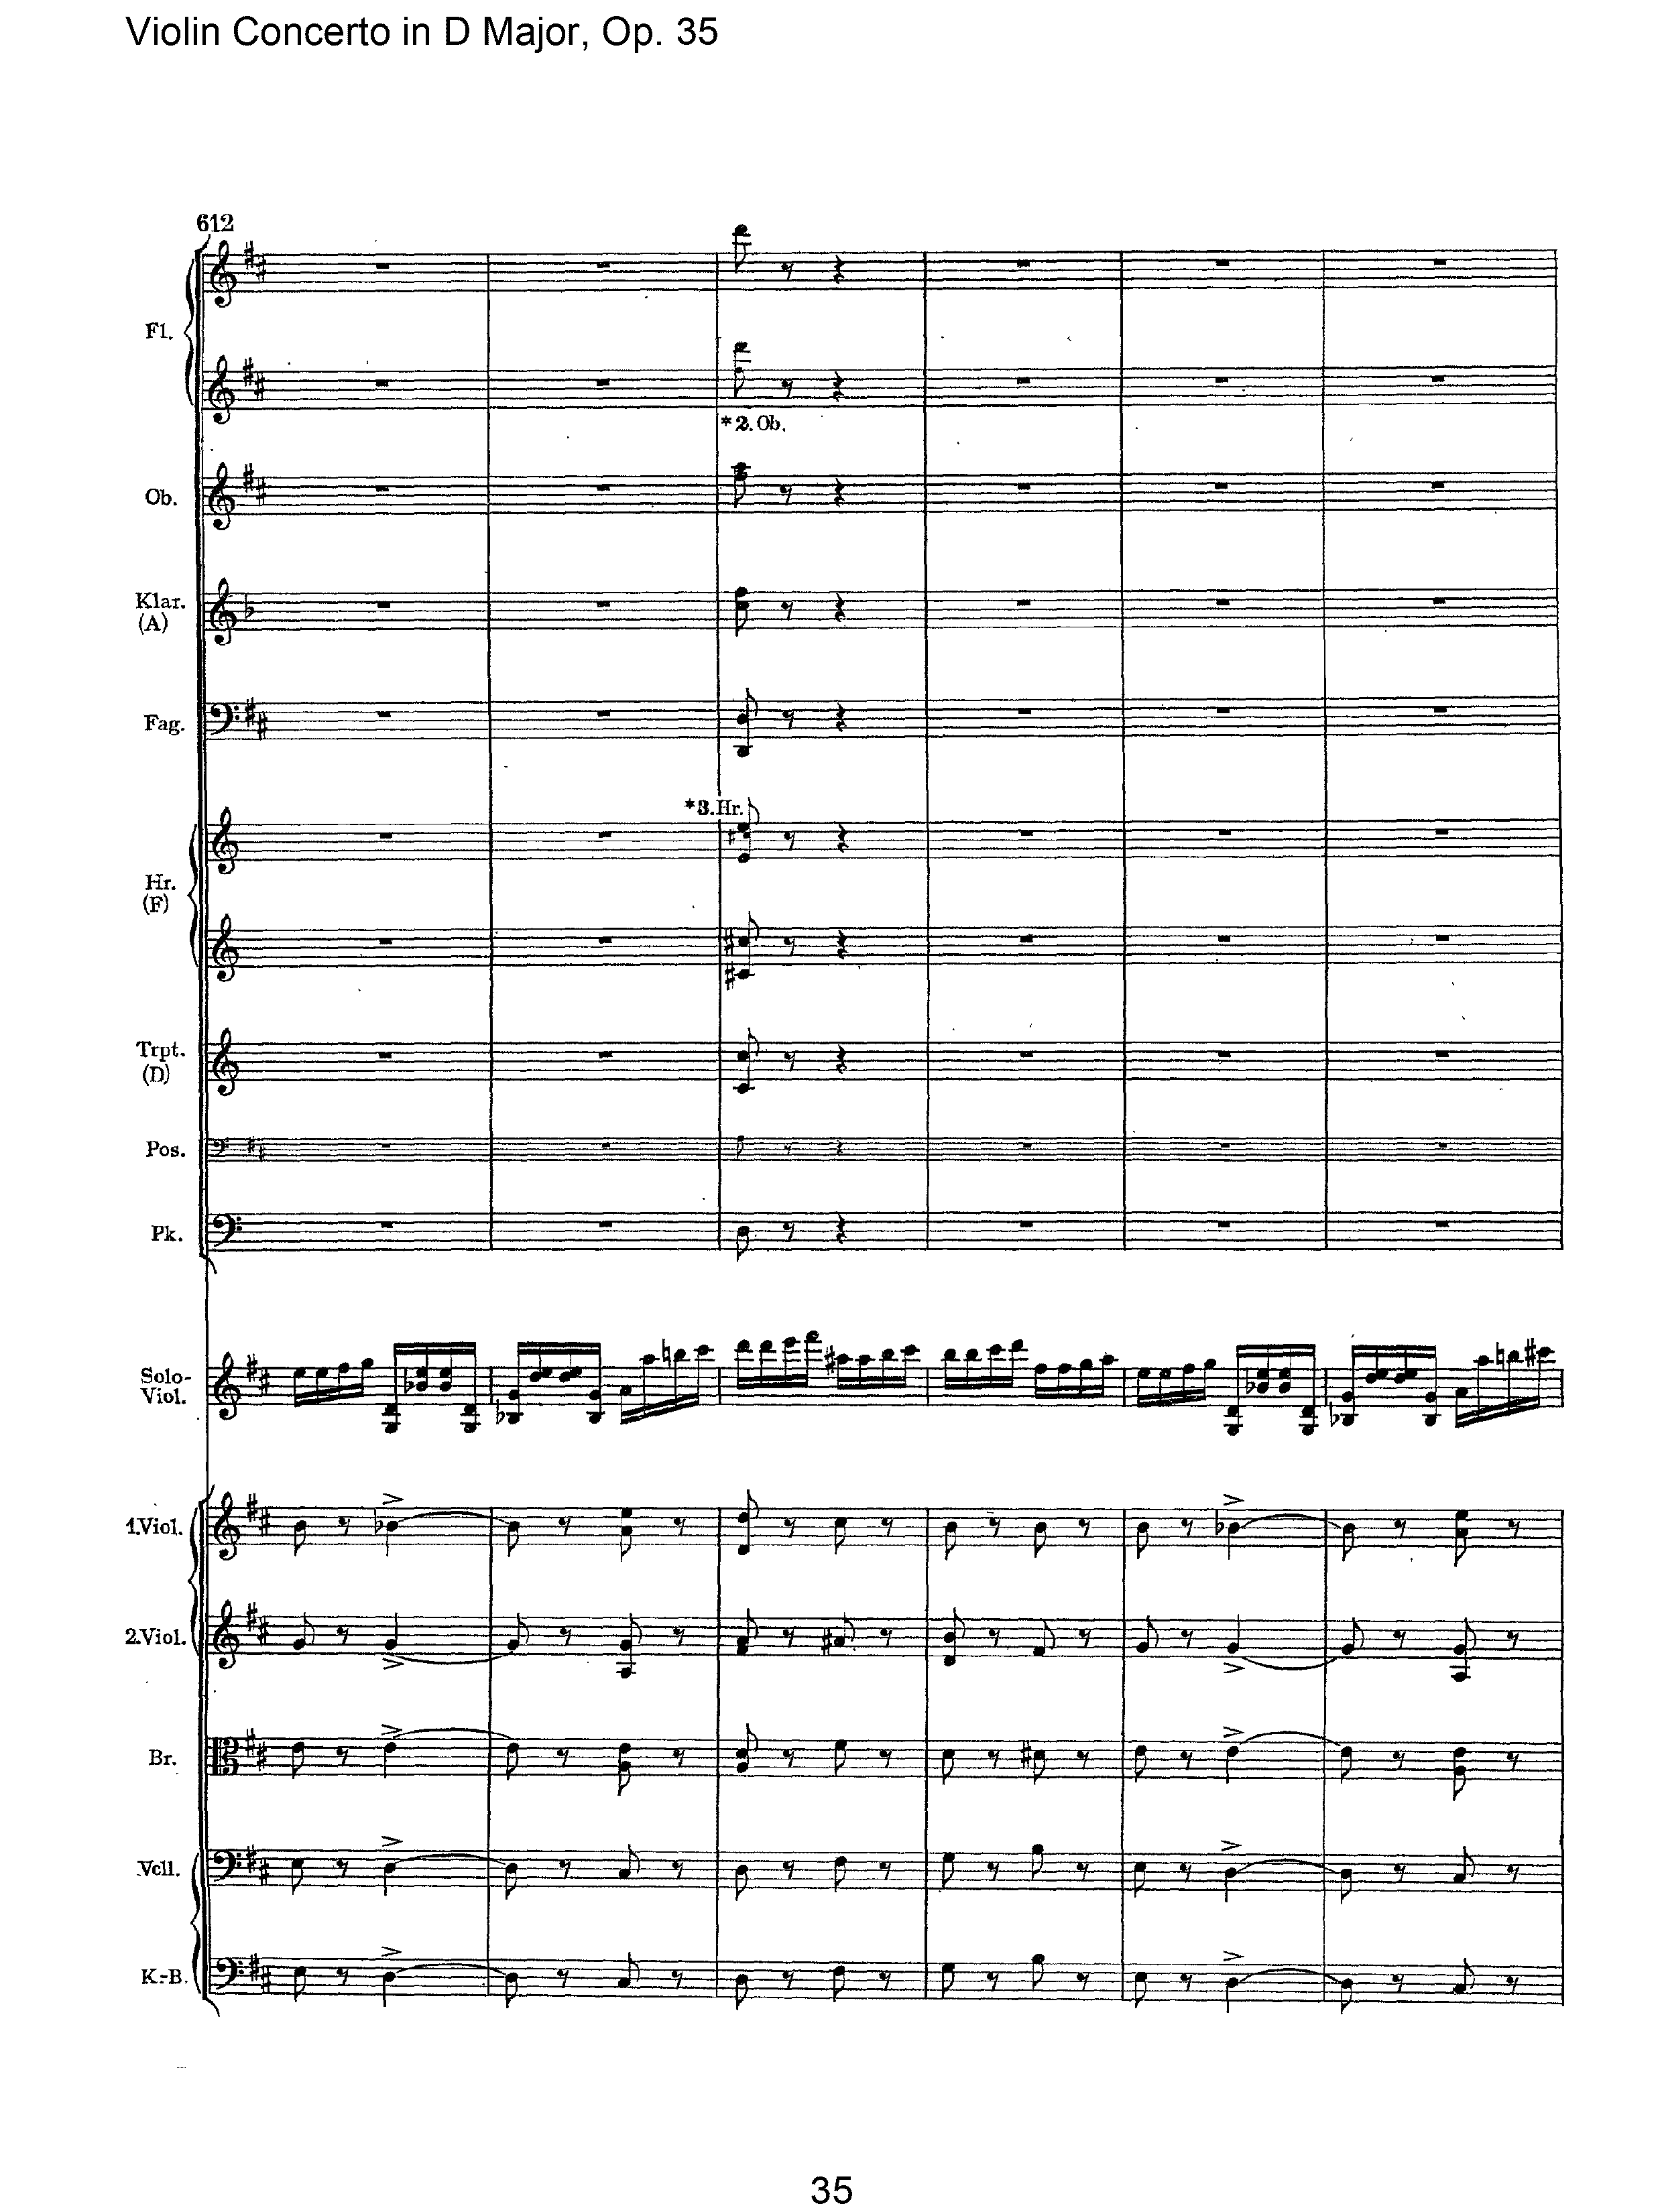 Violin Concerto in D Major, Op. 35
612
Fl.
*2. Ob.
Ob.
Klar.
(A)
Fag.
*3. Hr.
Hr.
(F)
Trpt.
(D)
Pos.
Pk.
Solo-
Viol.
1.Viol.
2.Viol.
Br.
Vcll.
K.-B.
35